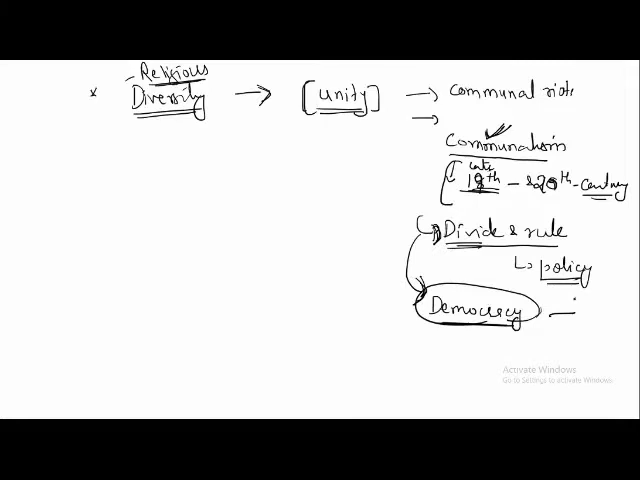 Religious
Diversity → [unity] → Communal riots
→
Communalism
late
19th - 20th - Century
Divide & rule
↳ policy
Democracy —
Activate Windows
Go to Settings to activate Windows